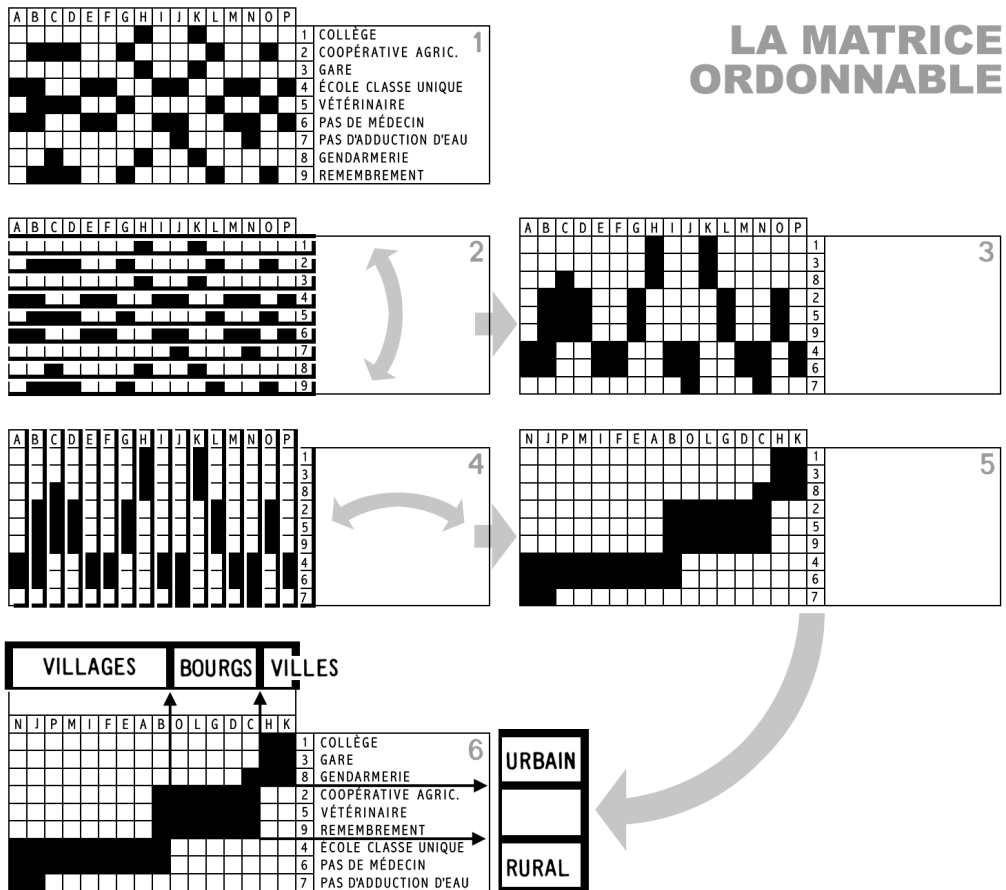 LA MATRICE
ORDONNABLE
A B C D E F G H I J K L M N O P
1
1 COLLÈGE
2 COOPÉRATIVE AGRIC.
3 GARE
4 ÉCOLE CLASSE UNIQUE
5 VÉTÉRINAIRE
6 PAS DE MÉDECIN
7 PAS D'ADDUCTION D'EAU
8 GENDARMERIE
9 REMEMBREMENT
A B C D E F G H I J K L M N O P
2
1
2
3
4
5
6
7
8
9
A B C D E F G H I J K L M N O P
3
1
3
8
2
5
9
4
6
7
A B C D E F G H I J K L M N O P
4
1
3
8
2
5
9
4
6
7
N J P M I F E A B O L G D C H K
5
1
3
8
2
5
9
4
6
7
VILLAGES BOURGS VILLES
N J P M I F E A B O L G D C H K
6
1 COLLÈGE
3 GARE
8 GENDARMERIE
2 COOPÉRATIVE AGRIC.
5 VÉTÉRINAIRE
9 REMEMBREMENT
4 ÉCOLE CLASSE UNIQUE
6 PAS DE MÉDECIN
7 PAS D'ADDUCTION D'EAU
URBAIN
RURAL